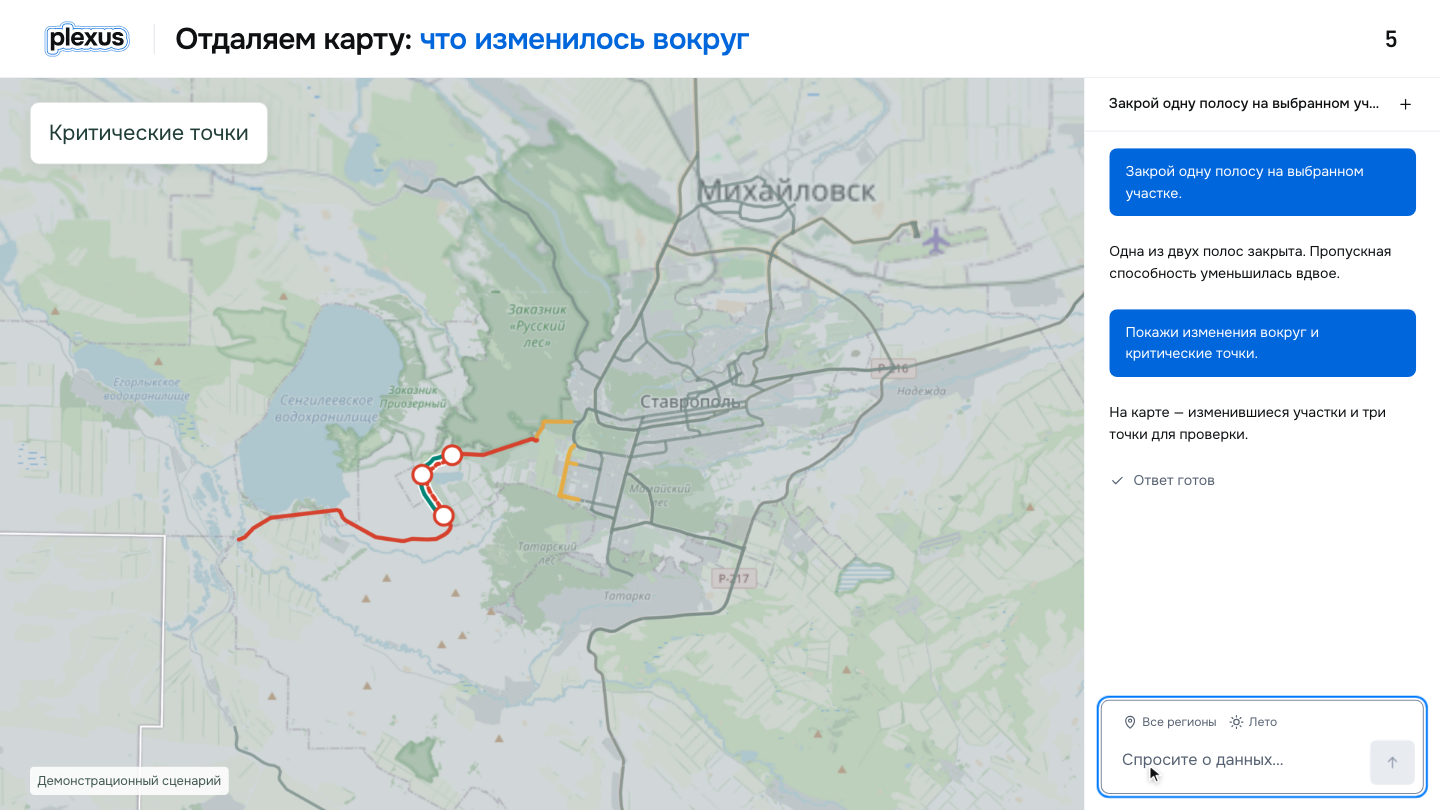 plexus
Отдаляем карту: что изменилось вокруг
5
Критические точки
Михайловск
Заказник
«Русский
лес»
Р-216
Надежда
Егорлыкское
водохранилище
Сенгилеевское
водохранилище
Заказник
Приозерный
Ставрополь
Мамайский
лес
Татарский
лес
Р-217
Татарка
Демонстрационный сценарий
Закрой одну полосу на выбранном уч...
Закрой одну полосу на выбранном
участке.
Одна из двух полос закрыта. Пропускная
способность уменьшилась вдвое.
Покажи изменения вокруг и
критические точки.
На карте — изменившиеся участки и три
точки для проверки.
Ответ готов
Все регионы Лето
Спросите о данных...